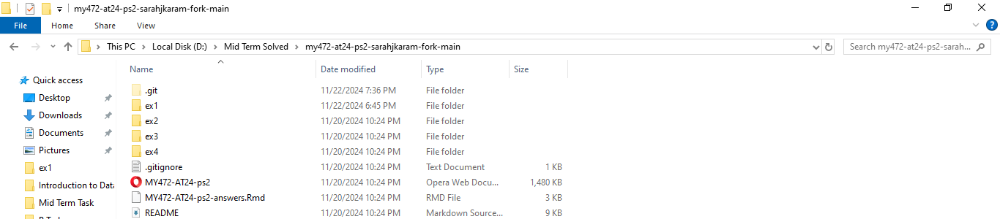 my472-at24-ps2-sarahjkaram-fork-main
File Home Share View
This PC Local Disk (D:) Mid Term Solved my472-at24-ps2-sarahjkaram-fork-main Search my472-at24-ps2-sarah...
Name Date modified Type Size
Quick access
Desktop
Downloads
Documents
Pictures
ex1
Introduction to Data
Mid Term Task
.git 11/22/2024 7:36 PM File folder
ex1 11/22/2024 6:45 PM File folder
ex2 11/20/2024 10:24 PM File folder
ex3 11/20/2024 10:24 PM File folder
ex4 11/20/2024 10:24 PM File folder
.gitignore 11/20/2024 10:24 PM Text Document 1 KB
MY472-AT24-ps2 11/20/2024 10:24 PM Opera Web Docu... 1,480 KB
MY472-AT24-ps2-answers.Rmd 11/20/2024 10:24 PM RMD File 3 KB
README 11/20/2024 10:24 PM Markdown Source... 9 KB